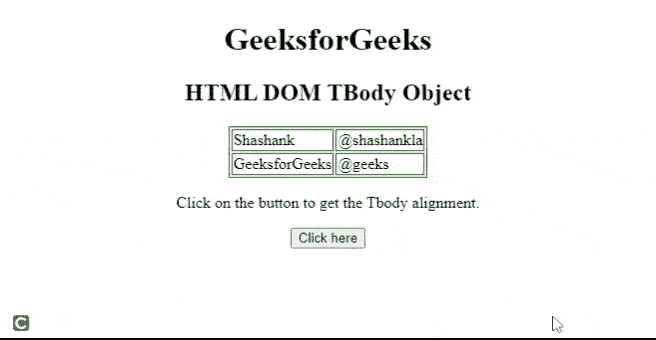 GeeksforGeeks
HTML DOM TBody Object
Shashank @shashankla
GeeksforGeeks @geeks
Click on the button to get the Tbody alignment.
Click here
C